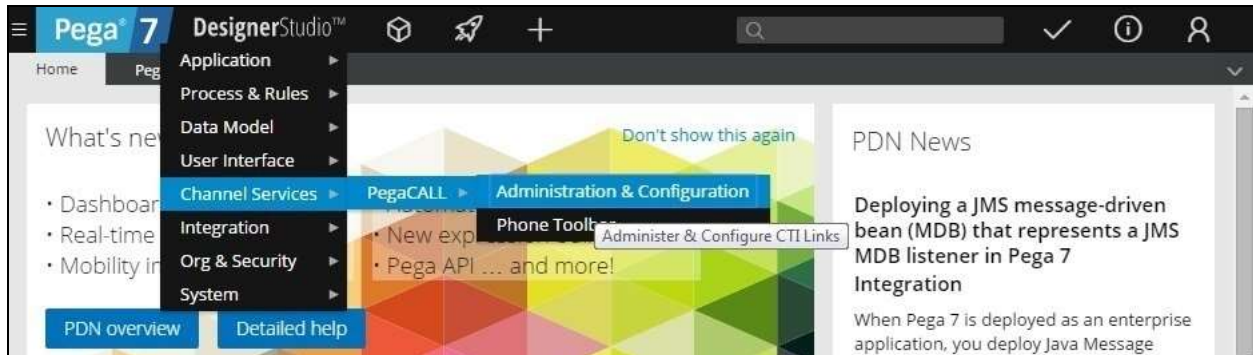 Pega® 7 DesignerStudio™
Home Peg
Application
Process & Rules
Data Model
User Interface
Channel Services
Integration
Org & Security
System
PegaCALL
Administration & Configuration
Phone Toolbar
Administer & Configure CTI Links
What's ne
Don't show this again
• Dashboar
• Real-time
• Mobility in
• New exp
• Pega API ... and more!
PDN overview Detailed help
PDN News
Deploying a JMS message-driven
bean (MDB) that represents a JMS
MDB listener in Pega 7
Integration
When Pega 7 is deployed as an enterprise
application, you deploy Java Message